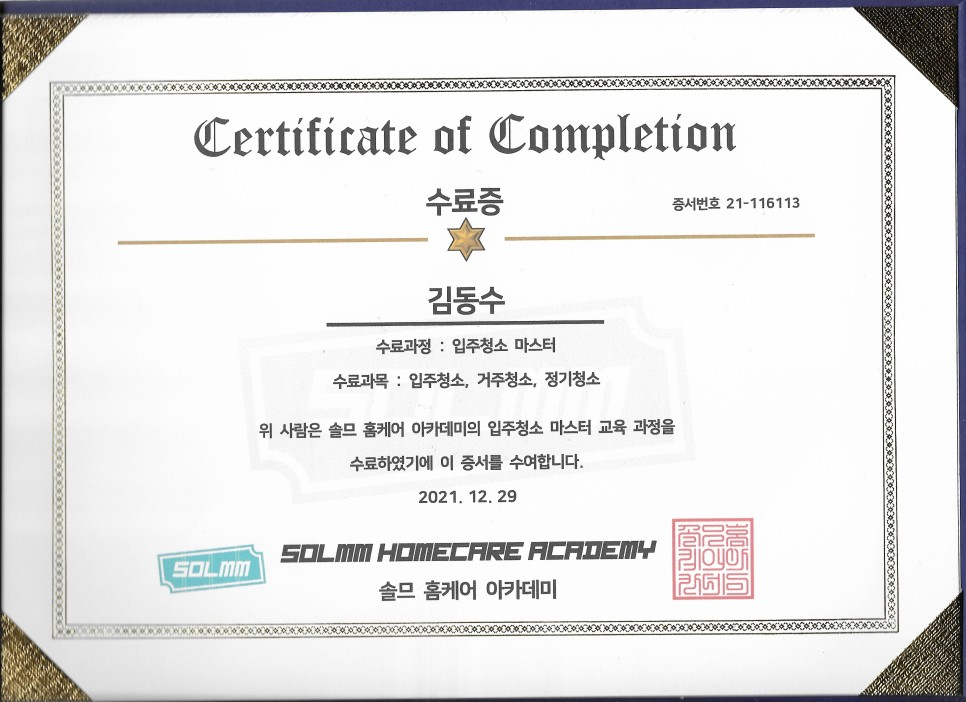 Certificate of Completion
수료증
증서번호 21-116113
김동수
수료과정 : 입주청소 마스터
수료과목 : 입주청소, 거주청소, 정기청소
위 사람은 솔므 홈케어 아카데미의 입주청소 마스터 교육 과정을
수료하였기에 이 증서를 수여합니다.
2021. 12. 29
SOLMM
SOLMM HOMECARE ACADEMY
솔므 홈케어 아카데미
SOLMM